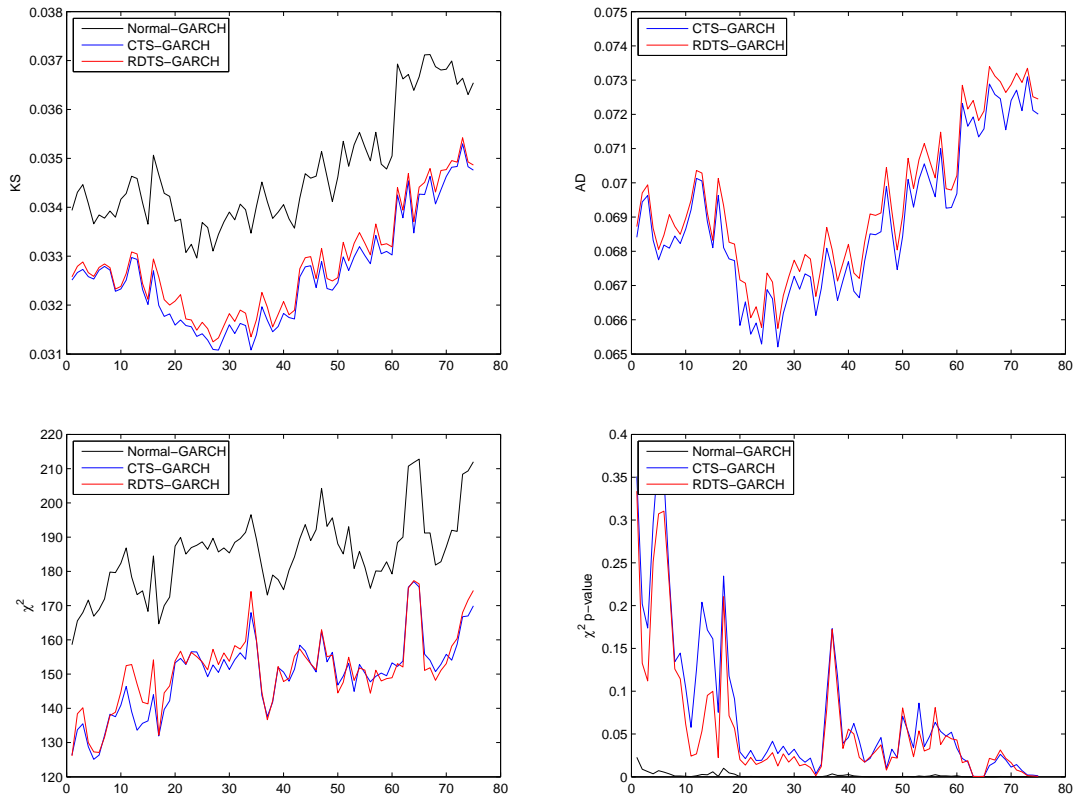 0.038
0.037
0.036
0.035
0.034
0.033
0.032
0.031
KS
Normal−GARCH
CTS−GARCH
RDTS−GARCH
0 10 20 30 40 50 60 70 80
0.075
0.074
0.073
0.072
0.071
0.07
0.069
0.068
0.067
0.066
0.065
AD
CTS−GARCH
RDTS−GARCH
0 10 20 30 40 50 60 70 80
220
210
200
190
180
170
160
150
140
130
120
χ²
Normal−GARCH
CTS−GARCH
RDTS−GARCH
0 10 20 30 40 50 60 70 80
0.4
0.35
0.3
0.25
0.2
0.15
0.1
0.05
0
χ² p−value
Normal−GARCH
CTS−GARCH
RDTS−GARCH
0 10 20 30 40 50 60 70 80